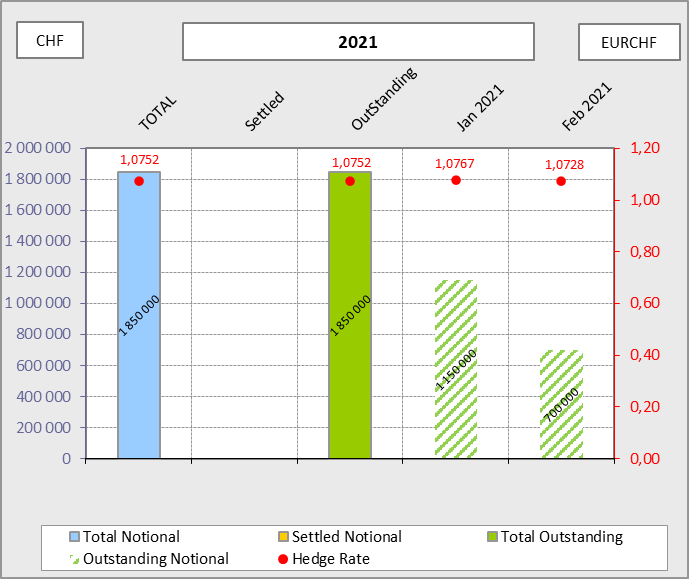 CHF
2021
EURCHF
TOTAL
Settled
OutStanding
Jan 2021
Feb 2021
2 000 000
1 800 000
1 600 000
1 400 000
1 200 000
1 000 000
800 000
600 000
400 000
200 000
0
1,0752
1,0752
1,0767
1,0728
1 850 000
1 850 000
1 150 000
700 000
1,20
1,00
0,80
0,60
0,40
0,20
0,00
Total Notional
Settled Notional
Total Outstanding
Outstanding Notional
Hedge Rate